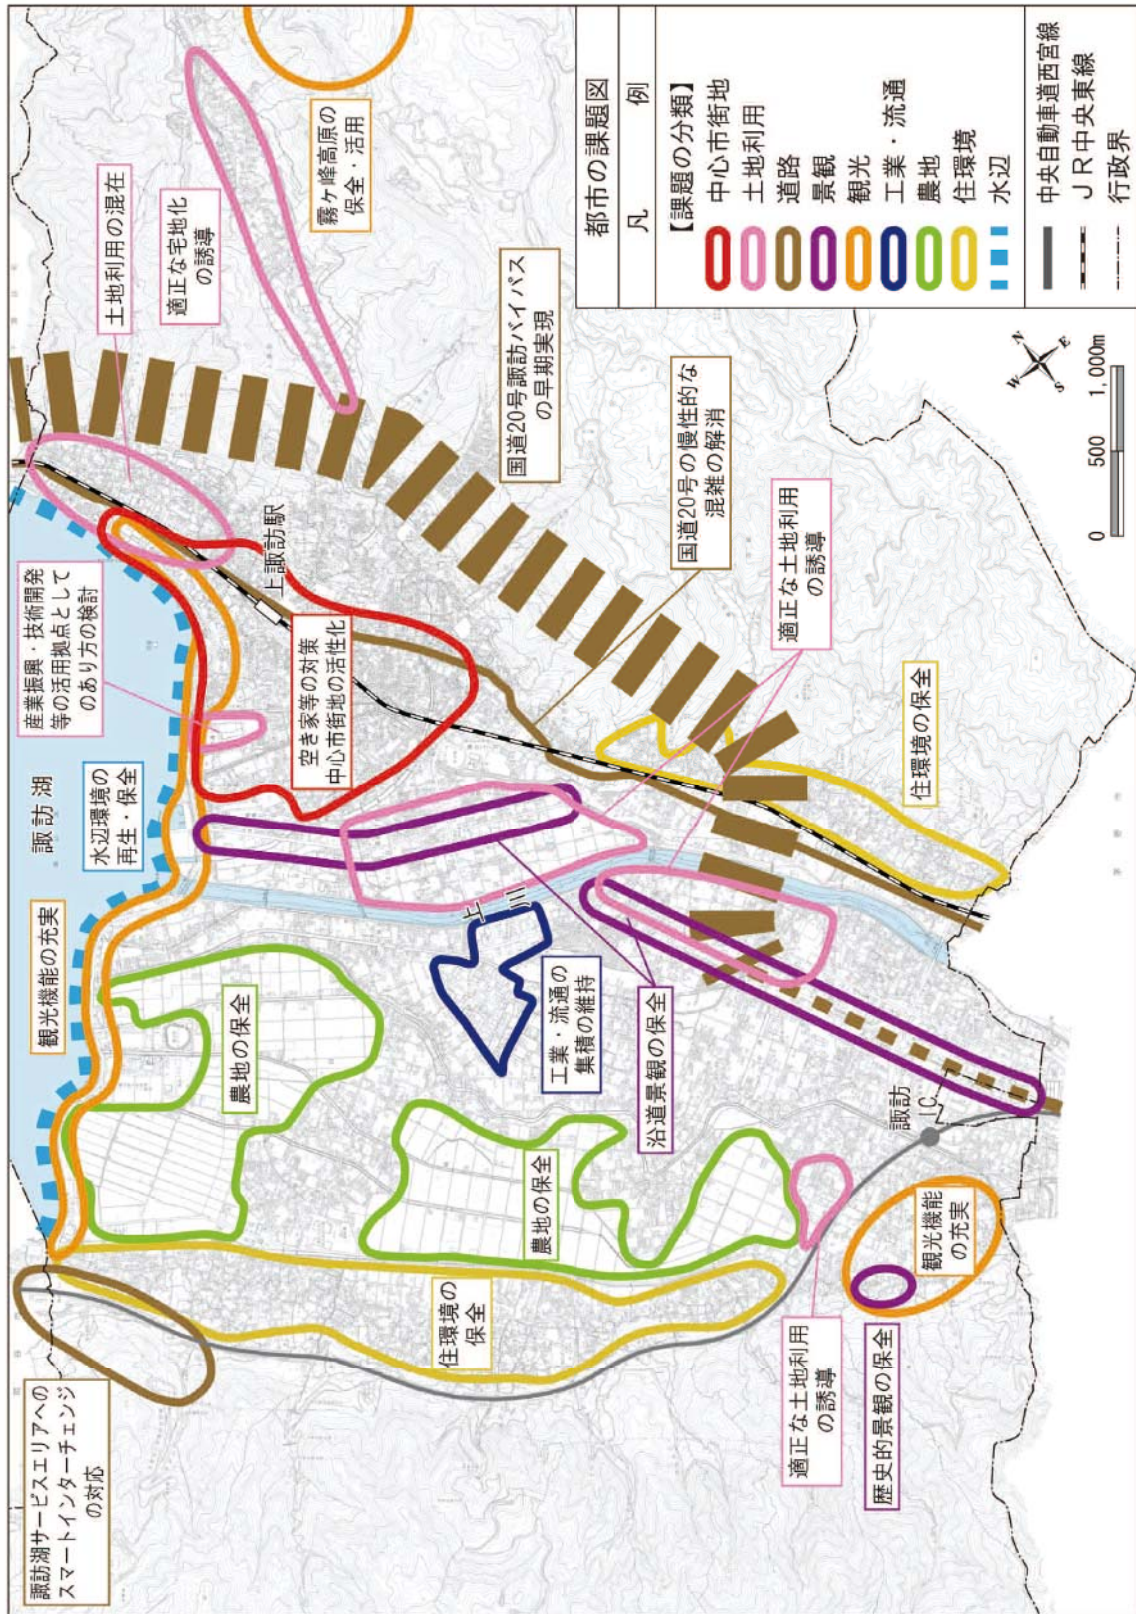 諏訪湖サービスエリアへの
スマートインターチェンジ
の対応
観光機能の充実
諏訪湖
水辺環境の
再生・保全
産業振興・技術開発
等の活用拠点として
のあり方の検討
土地利用の混在
適正な宅地化
の誘導
霧ヶ峰高原の
保全・活用
上諏訪駅
空き家等の対策
中心市街地の活性化
国道20号諏訪バイパス
の早期実現
国道20号の慢性的な
混雑の解消
適正な土地利用
の誘導
農地の保全
上川
工業・流通の
集積の維持
沿道景観の保全
住環境の保全
農地の保全
住環境の
保全
諏訪
IC
適正な土地利用
の誘導
観光機能
の充実
歴史的景観の保全
都市の課題図
凡例
【課題の分類】
中心市街地
土地利用
道路
景観
観光
工業・流通
農地
住環境
水辺
中央自動車道西宮線
JR中央東線
行政界
N
E
S
W
0 500 1,000m